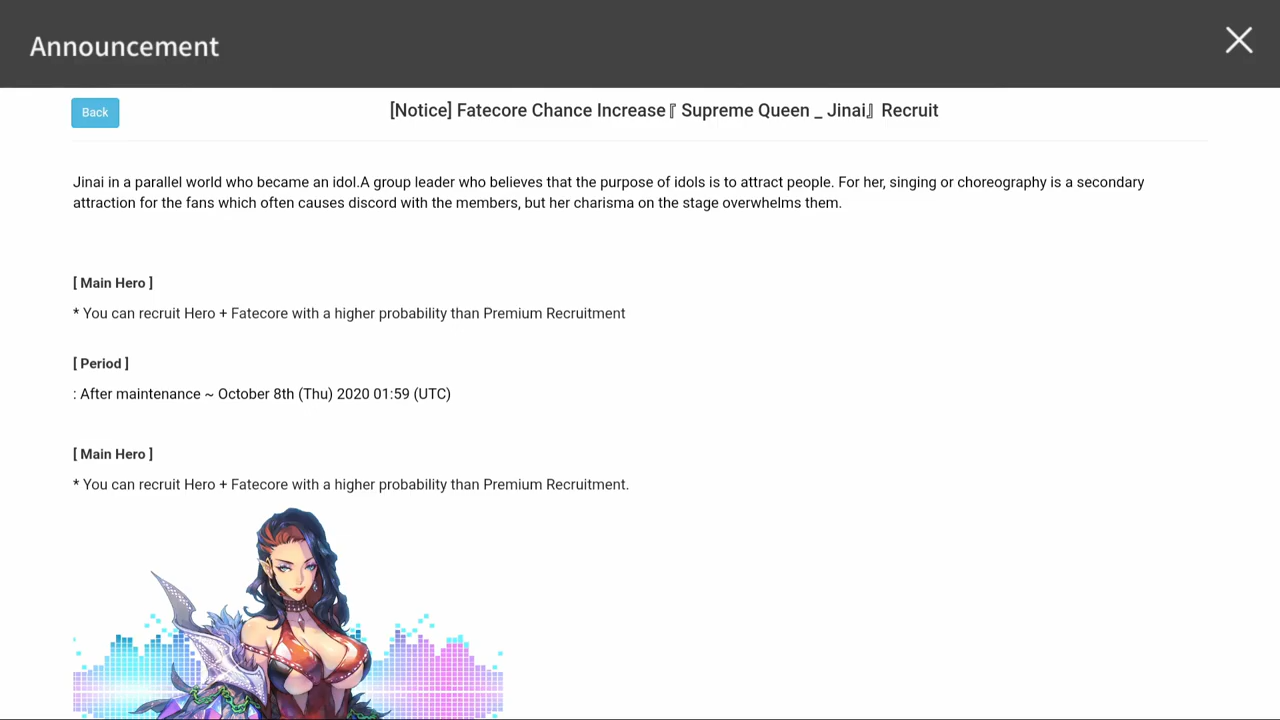 Announcement
Back
[Notice] Fatecore Chance Increase『 Supreme Queen _ Jinai』 Recruit
Jinai in a parallel world who became an idol.A group leader who believes that the purpose of idols is to attract people. For her, singing or choreography is a secondary
attraction for the fans which often causes discord with the members, but her charisma on the stage overwhelms them.
[ Main Hero ]
* You can recruit Hero + Fatecore with a higher probability than Premium Recruitment
[ Period ]
: After maintenance ~ October 8th (Thu) 2020 01:59 (UTC)
[ Main Hero ]
* You can recruit Hero + Fatecore with a higher probability than Premium Recruitment.